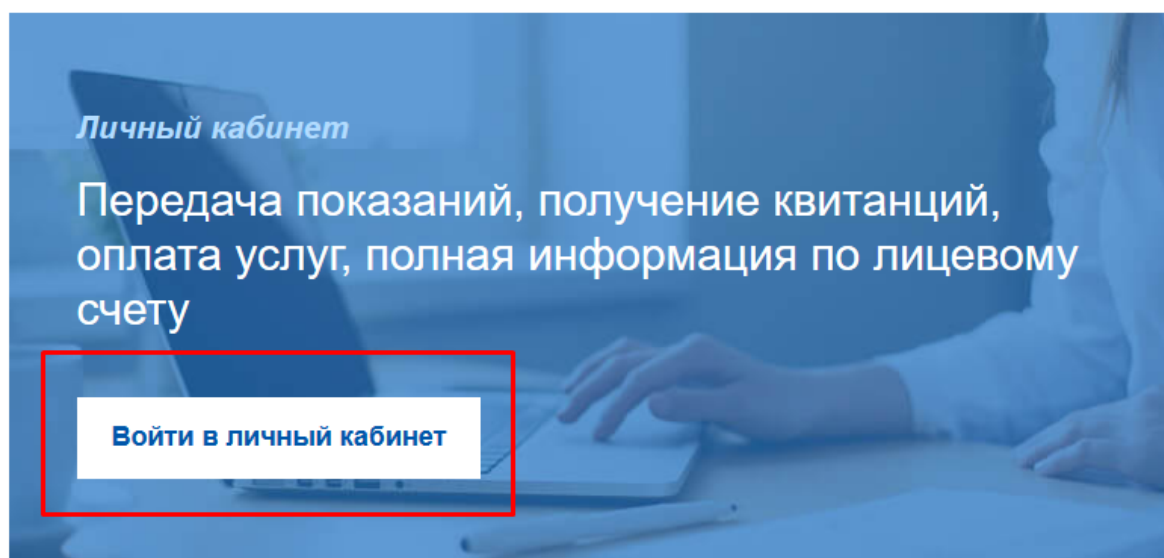 Личный кабинет
Передача показаний, получение квитанций,
оплата услуг, полная информация по лицевому
счету
Войти в личный кабинет